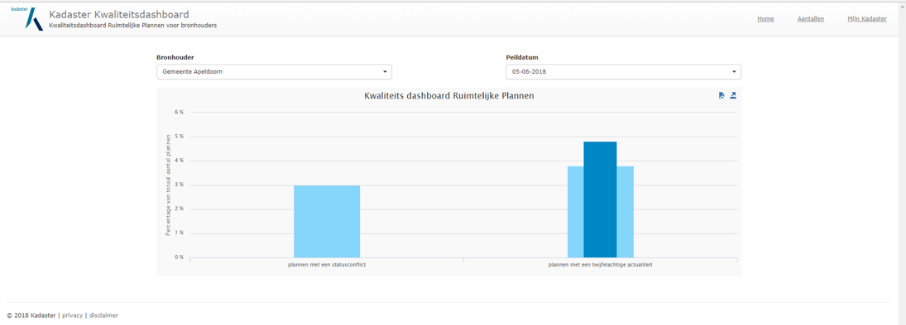 kadaster
Kadaster Kwaliteitsdashboard
Kwaliteitsdashboard Ruimtelijke Plannen voor bronhouders
Home Aantallen Mijn Kadaster
Bronhouder Peildatum
Gemeente Apeldoorn 05-06-2018
Kwaliteits dashboard Ruimtelijke Plannen
Percentage van totaal aantal plannen
6 %
5 %
4 %
3 %
2 %
1 %
0 %
plannen met een statusconflict plannen met een twijfelachtige actualiteit
© 2018 Kadaster | privacy | disclaimer